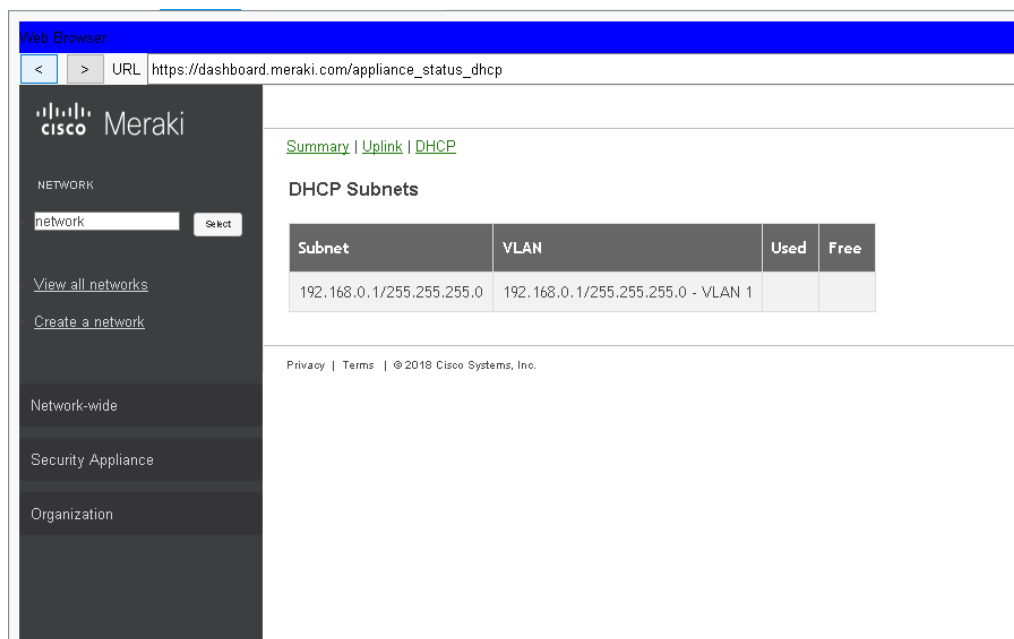 Web Browser
< > URL https://dashboard.meraki.com/appliance_status_dhcp
cisco Meraki
Summary | Uplink | DHCP
NETWORK
DHCP Subnets
network Select
Subnet VLAN Used Free
View all networks
192.168.0.1/255.255.255.0 192.168.0.1/255.255.255.0 - VLAN 1
Create a network
Privacy | Terms | © 2018 Cisco Systems, Inc.
Network-wide
Security Appliance
Organization